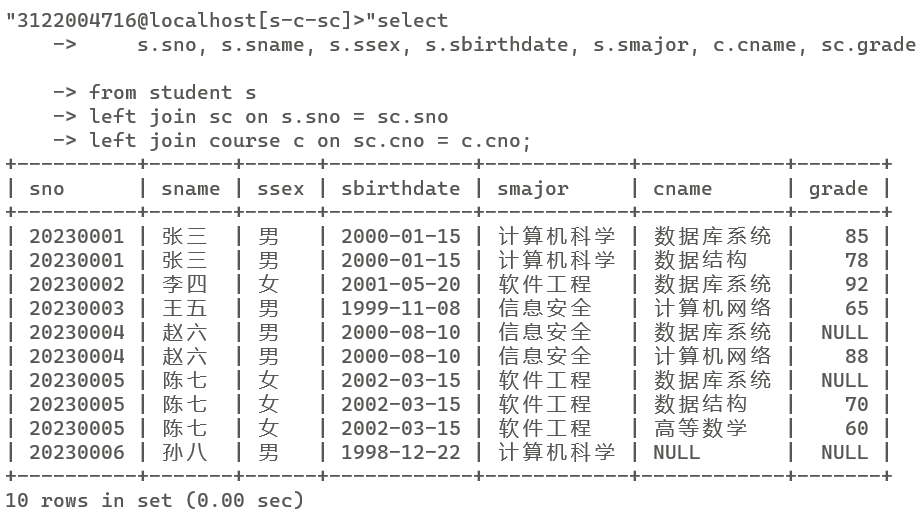 "3122004716@localhost[s-c-sc]>"select
    ->     s.sno, s.sname, s.ssex, s.sbirthdate, s.smajor, c.cname, sc.grade
    -> from student s
    -> left join sc on s.sno = sc.sno
    -> left join course c on sc.cno = c.cno;
+----------+-------+------+------------+------------+------------+-------+
| sno      | sname | ssex | sbirthdate | smajor     | cname      | grade |
+----------+-------+------+------------+------------+------------+-------+
| 20230001 | 张三  | 男   | 2000-01-15 | 计算机科学 | 数据库系统 |    85 |
| 20230001 | 张三  | 男   | 2000-01-15 | 计算机科学 | 数据结构   |    78 |
| 20230002 | 李四  | 女   | 2001-05-20 | 软件工程   | 数据库系统 |    92 |
| 20230003 | 王五  | 男   | 1999-11-08 | 信息安全   | 计算机网络 |    65 |
| 20230004 | 赵六  | 男   | 2000-08-10 | 信息安全   | 数据库系统 |  NULL |
| 20230004 | 赵六  | 男   | 2000-08-10 | 信息安全   | 计算机网络 |    88 |
| 20230005 | 陈七  | 女   | 2002-03-15 | 软件工程   | 数据库系统 |  NULL |
| 20230005 | 陈七  | 女   | 2002-03-15 | 软件工程   | 数据结构   |    70 |
| 20230005 | 陈七  | 女   | 2002-03-15 | 软件工程   | 高等数学   |    60 |
| 20230006 | 孙八  | 男   | 1998-12-22 | 计算机科学 | NULL       |  NULL |
+----------+-------+------+------------+------------+------------+-------+
10 rows in set (0.00 sec)